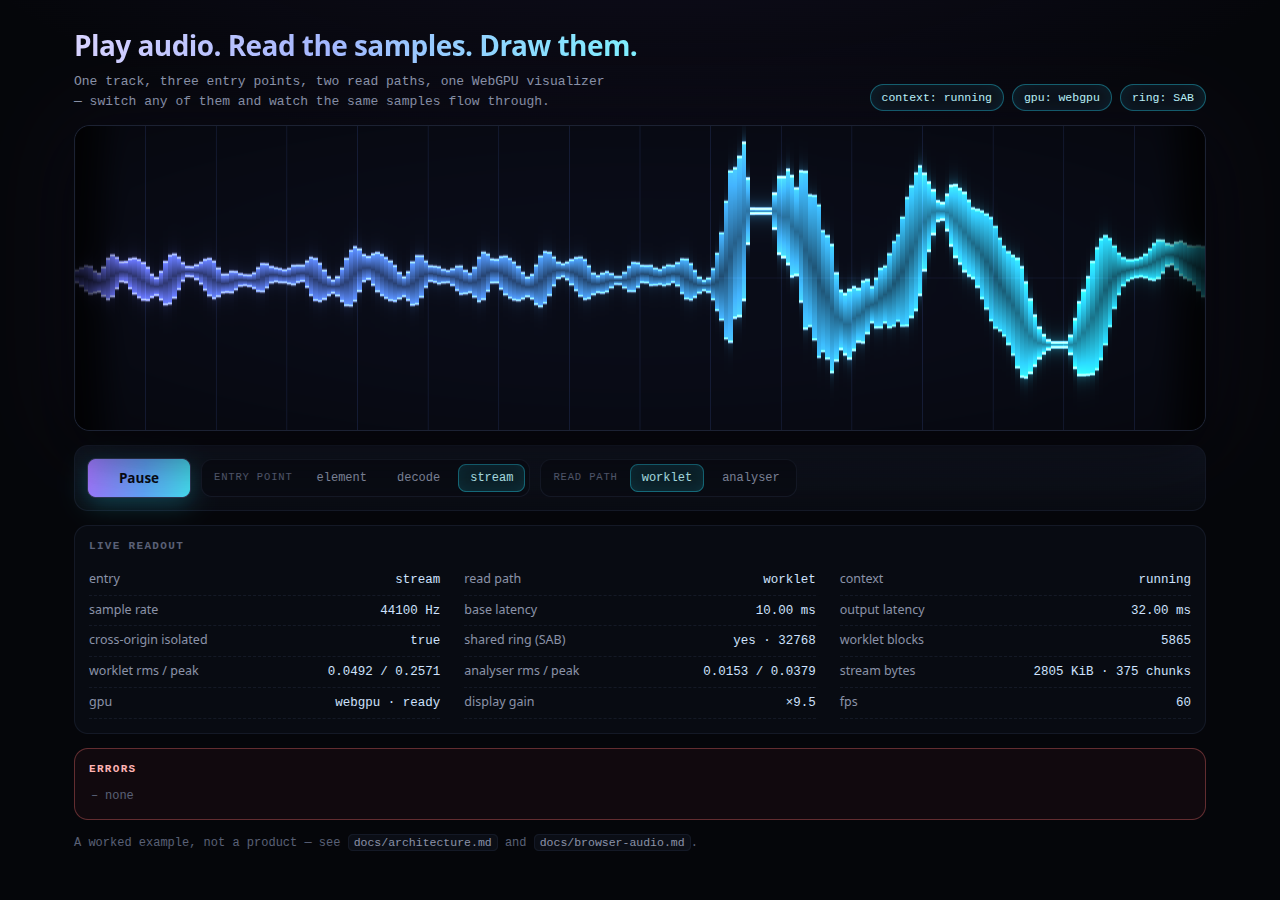 Play audio. Read the samples. Draw them.
One track, three entry points, two read paths, one WebGPU visualizer
— switch any of them and watch the same samples flow through.
context: running gpu: webgpu ring: SAB
Pause ENTRY POINT element decode stream READ PATH worklet analyser
LIVE READOUT
entry stream read path worklet context running
sample rate 44100 Hz base latency 10.00 ms output latency 32.00 ms
cross-origin isolated true shared ring (SAB) yes · 32768 worklet blocks 5865
worklet rms / peak 0.0492 / 0.2571 analyser rms / peak 0.0153 / 0.0379 stream bytes 2805 KiB · 375 chunks
gpu webgpu · ready display gain ×9.5 fps 60
ERRORS
– none
A worked example, not a product — see docs/architecture.md and docs/browser-audio.md.